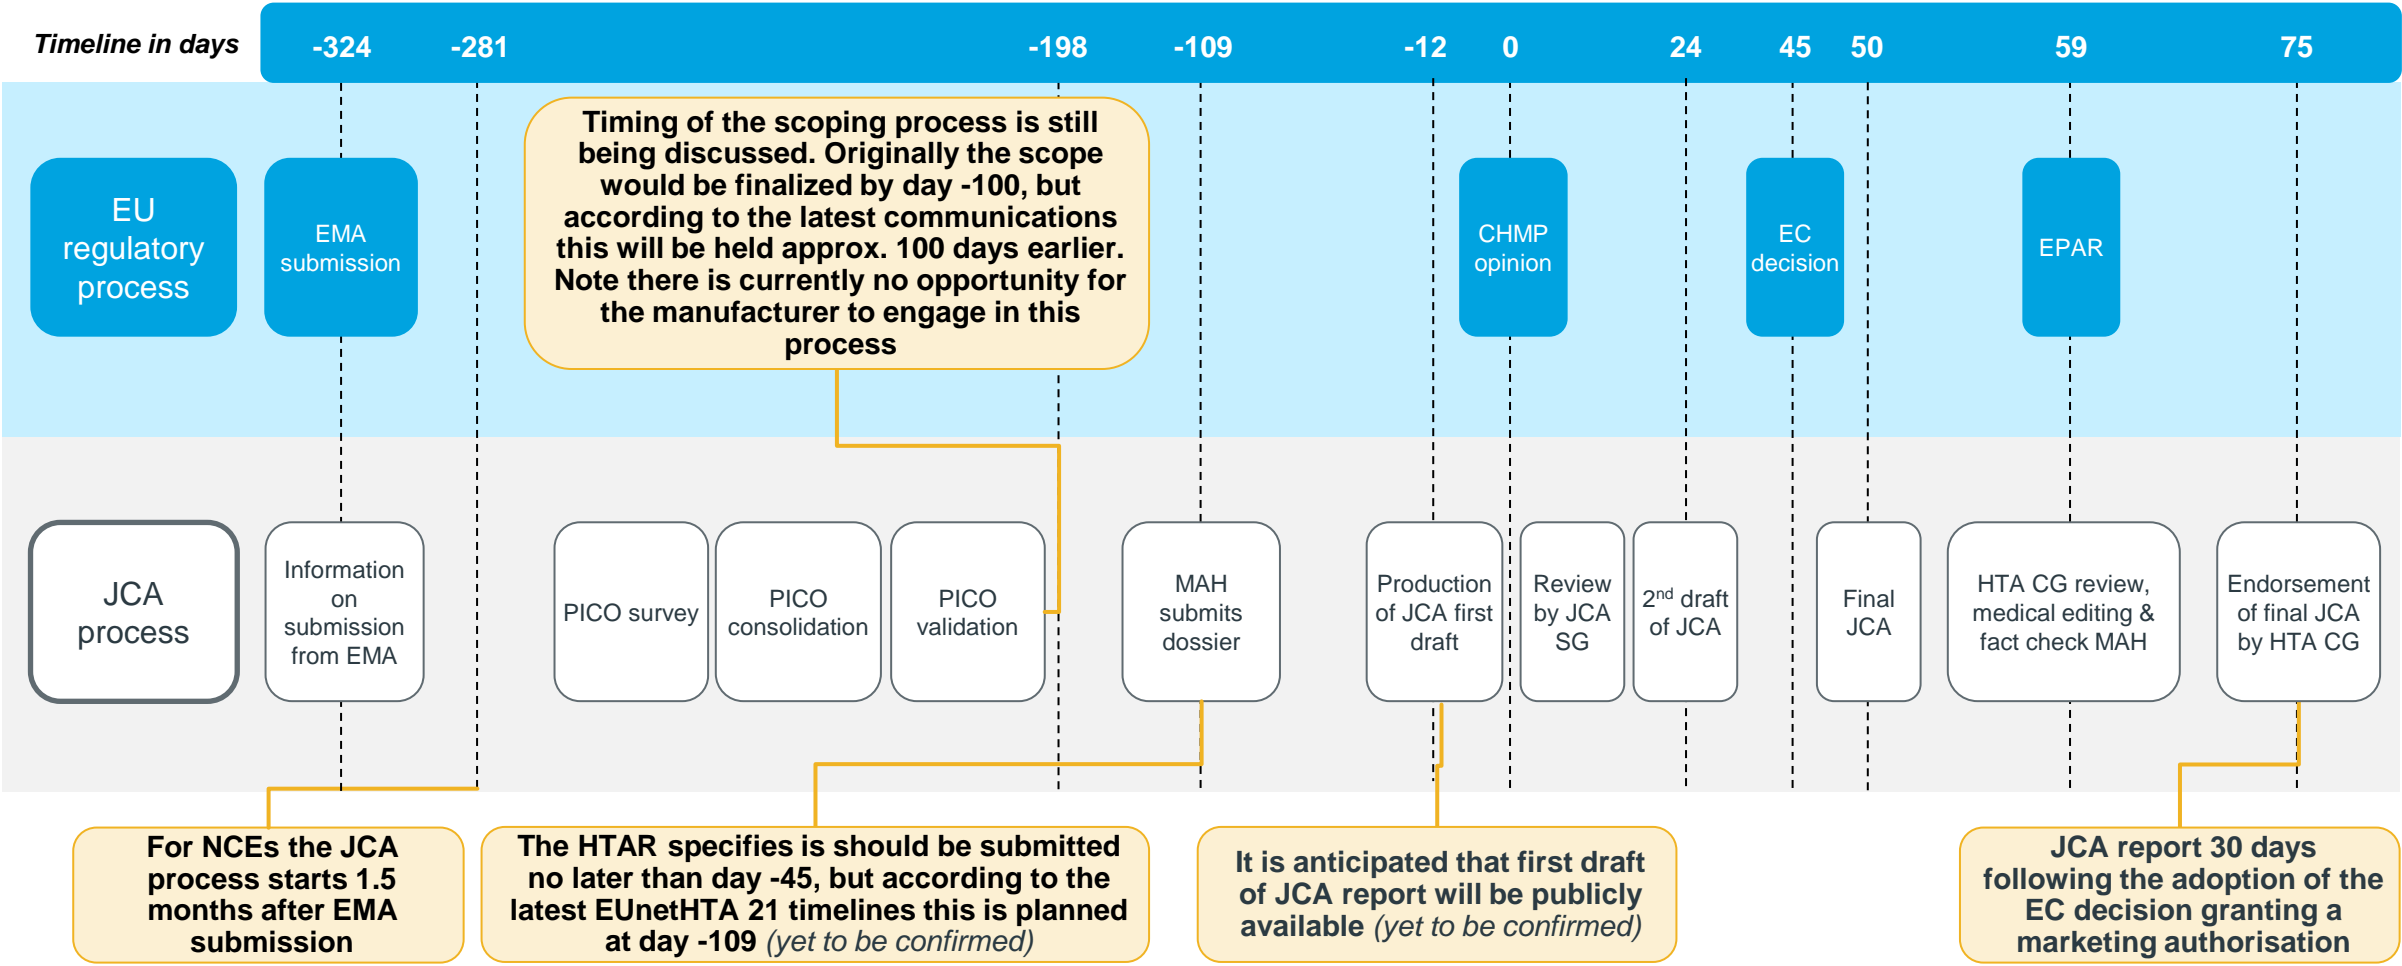 Timeline in days
-324
-281
-198
-109
-12
0
24
45
50
59
75
EU
regulatory
process
EMA
submission
Timing of the scoping process is still
being discussed. Originally the scope
would be finalized by day -100, but
according to the latest communications
this will be held approx. 100 days earlier.
Note there is currently no opportunity for
the manufacturer to engage in this
process
CHMP
opinion
EC
decision
EPAR
JCA
process
Information
on
submission
from EMA
PICO survey
PICO
consolidation
PICO
validation
MAH
submits
dossier
Production
of JCA first
draft
Review
by JCA
SG
2nd draft
of JCA
Final
JCA
HTA CG review,
medical editing &
fact check MAH
Endorsement
of final JCA
by HTA CG
For NCEs the JCA
process starts 1.5
months after EMA
submission
The HTAR specifies is should be submitted
no later than day -45, but according to the
latest EUnetHTA 21 timelines this is planned
at day -109 (yet to be confirmed)
It is anticipated that first draft
of JCA report will be publicly
available (yet to be confirmed)
JCA report 30 days
following the adoption of the
EC decision granting a
marketing authorisation